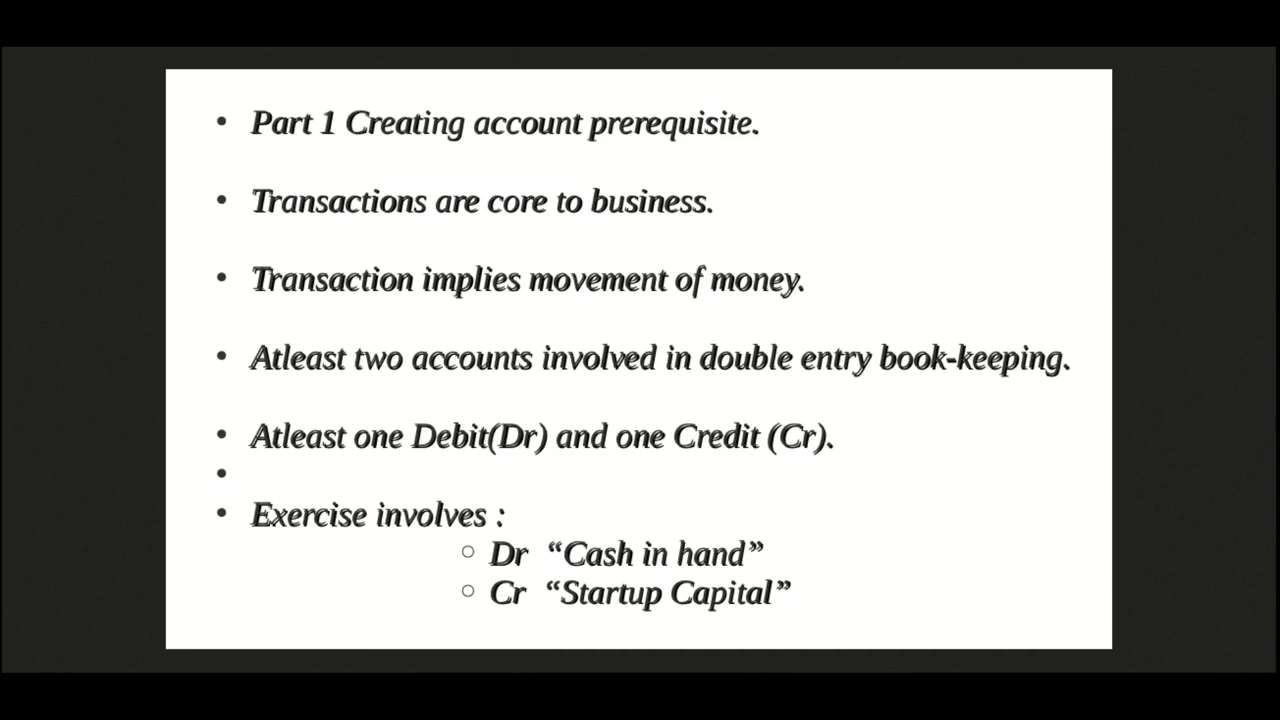 • Part 1 Creating account prerequisite.
• Transactions are core to business.
• Transaction implies movement of money.
• Atleast two accounts involved in double entry book-keeping.
• Atleast one Debit(Dr) and one Credit (Cr).
•
• Exercise involves :
○ Dr “Cash in hand”
○ Cr “Startup Capital”